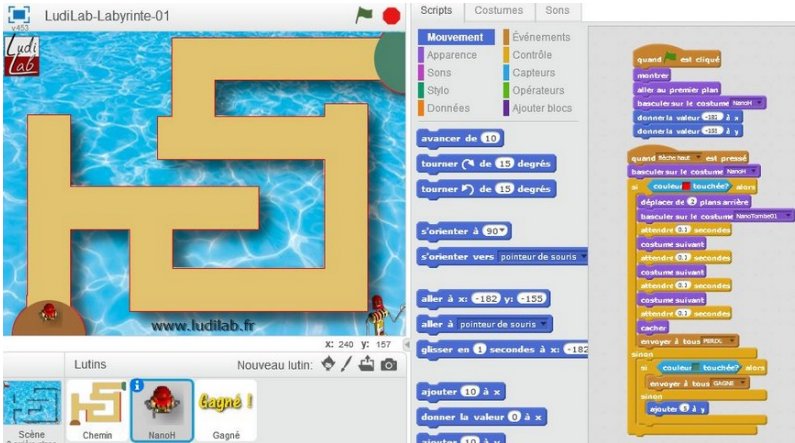 LudiLab-Labyrinte-01
v453
Ludi
Lab
www.ludilab.fr
x: 240 y: 157
Lutins
Nouveau lutin:
Scène
Chemin
NanoH
Gagné !
Gagné
Scripts
Costumes
Sons
Mouvement
Événements
Apparence
Contrôle
Sons
Capteurs
Stylo
Opérateurs
Données
Ajouter blocs
avancer de 10
tourner de 15 degrés
tourner de 15 degrés
s'orienter à 90
s'orienter vers pointeur de souris
aller à x: -182 y: -155
aller à pointeur de souris
glisser en 1 secondes à x: -182
ajouter 10 à x
donner la valeur 0 à x
ajouter 10 à y
quand est cliqué
montrer
aller au premier plan
basculer sur le costume NanoH
donner la valeur -182 à x
donner la valeur -155 à y
quand flèche haut est pressé
basculer sur le costume NanoH
si couleur touchée? alors
déplacer de 2 plans arrière
basculer sur le costume NanoTombe01
attendre 0.1 secondes
costume suivant
attendre 0.1 secondes
costume suivant
attendre 0.1 secondes
costume suivant
attendre 0.1 secondes
cacher
envoyer à tous PERDU
sinon
si couleur touchée? alors
envoyer à tous GAGNE
sinon
ajouter à y